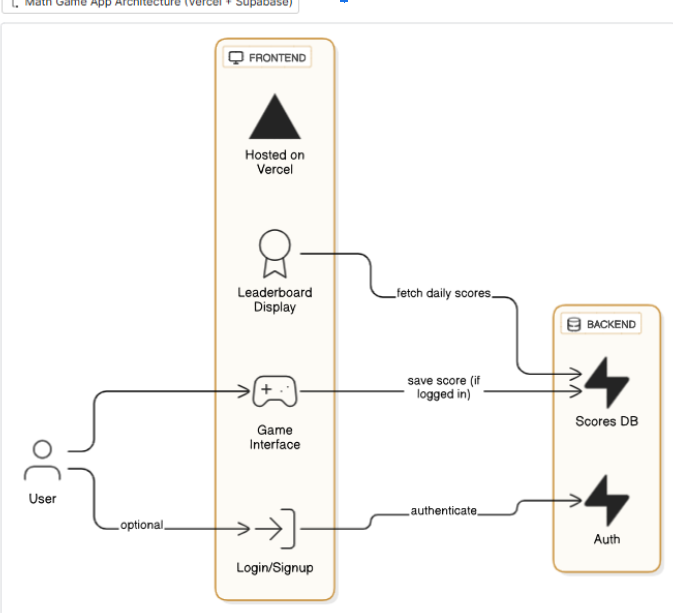 Math Game App Architecture (Vercel + Supabase)
FRONTEND
Hosted on
Vercel
Leaderboard
Display
fetch daily scores
BACKEND
save score (if
logged in)
Scores DB
Game
Interface
User
optional
authenticate
Auth
Login/Signup